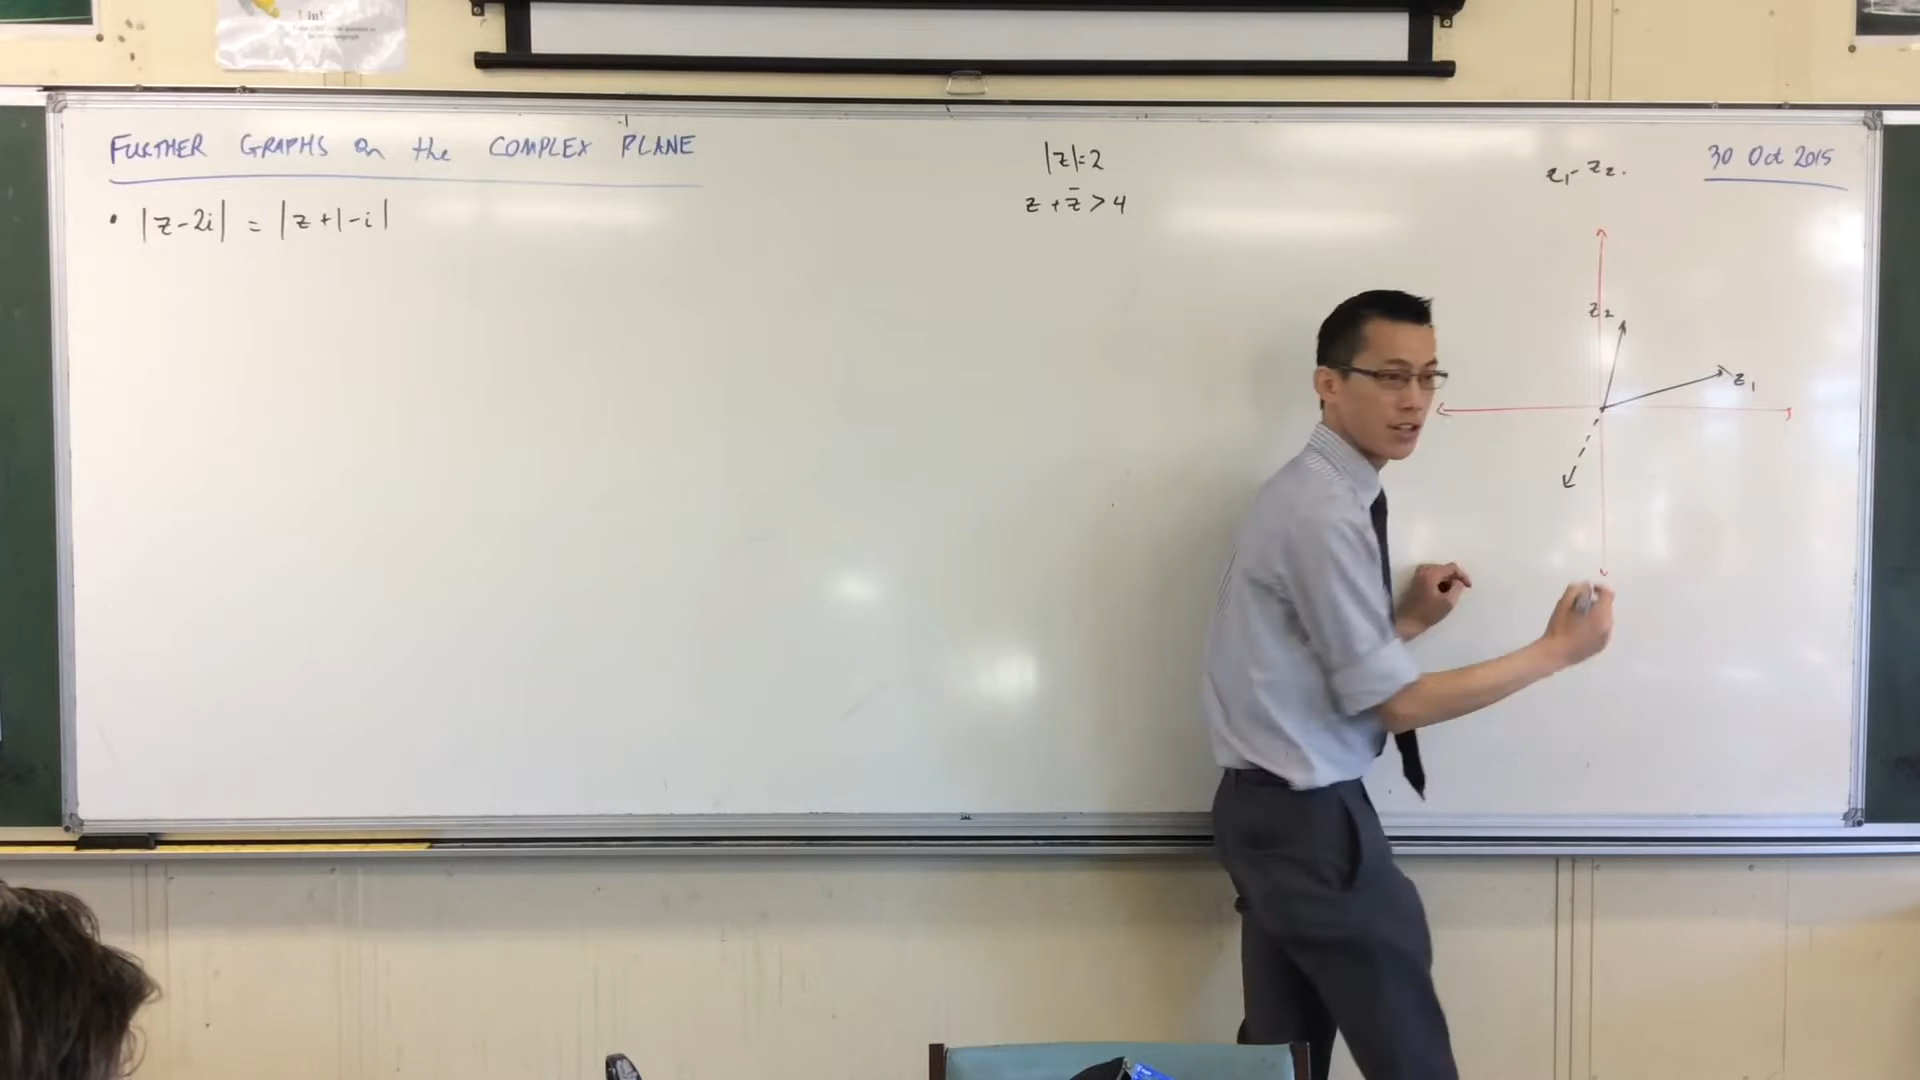 FURTHER GRAPHS on the COMPLEX PLANE
• |z-2i| = |z+1-i|
|z|=2
z + z̄ > 4
z₁- z₂.
30 Oct 2015
z₂
z₁